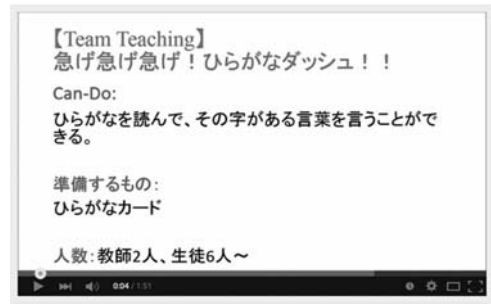 【Team Teaching】
急げ急げ急げ！ひらがなダッシュ！！
Can-Do:
ひらがなを読んで、その字がある言葉を言うことがで
きる。
準備するもの：
ひらがなカード
人数：教師2人、生徒6人～
0:04 / 1:51